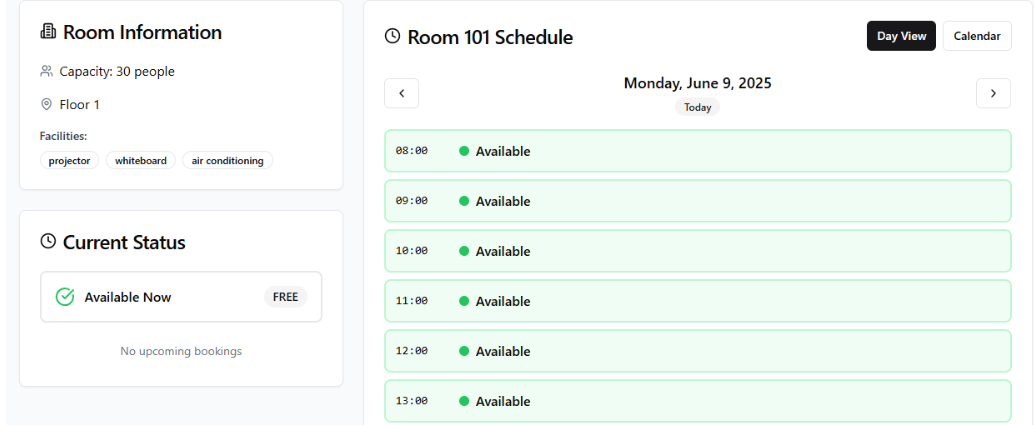 Room Information
Capacity: 30 people
Floor 1
Facilities:
projector whiteboard air conditioning
Current Status
Available Now FREE
No upcoming bookings
Room 101 Schedule
Day View Calendar
Monday, June 9, 2025
Today
08:00 Available
09:00 Available
10:00 Available
11:00 Available
12:00 Available
13:00 Available